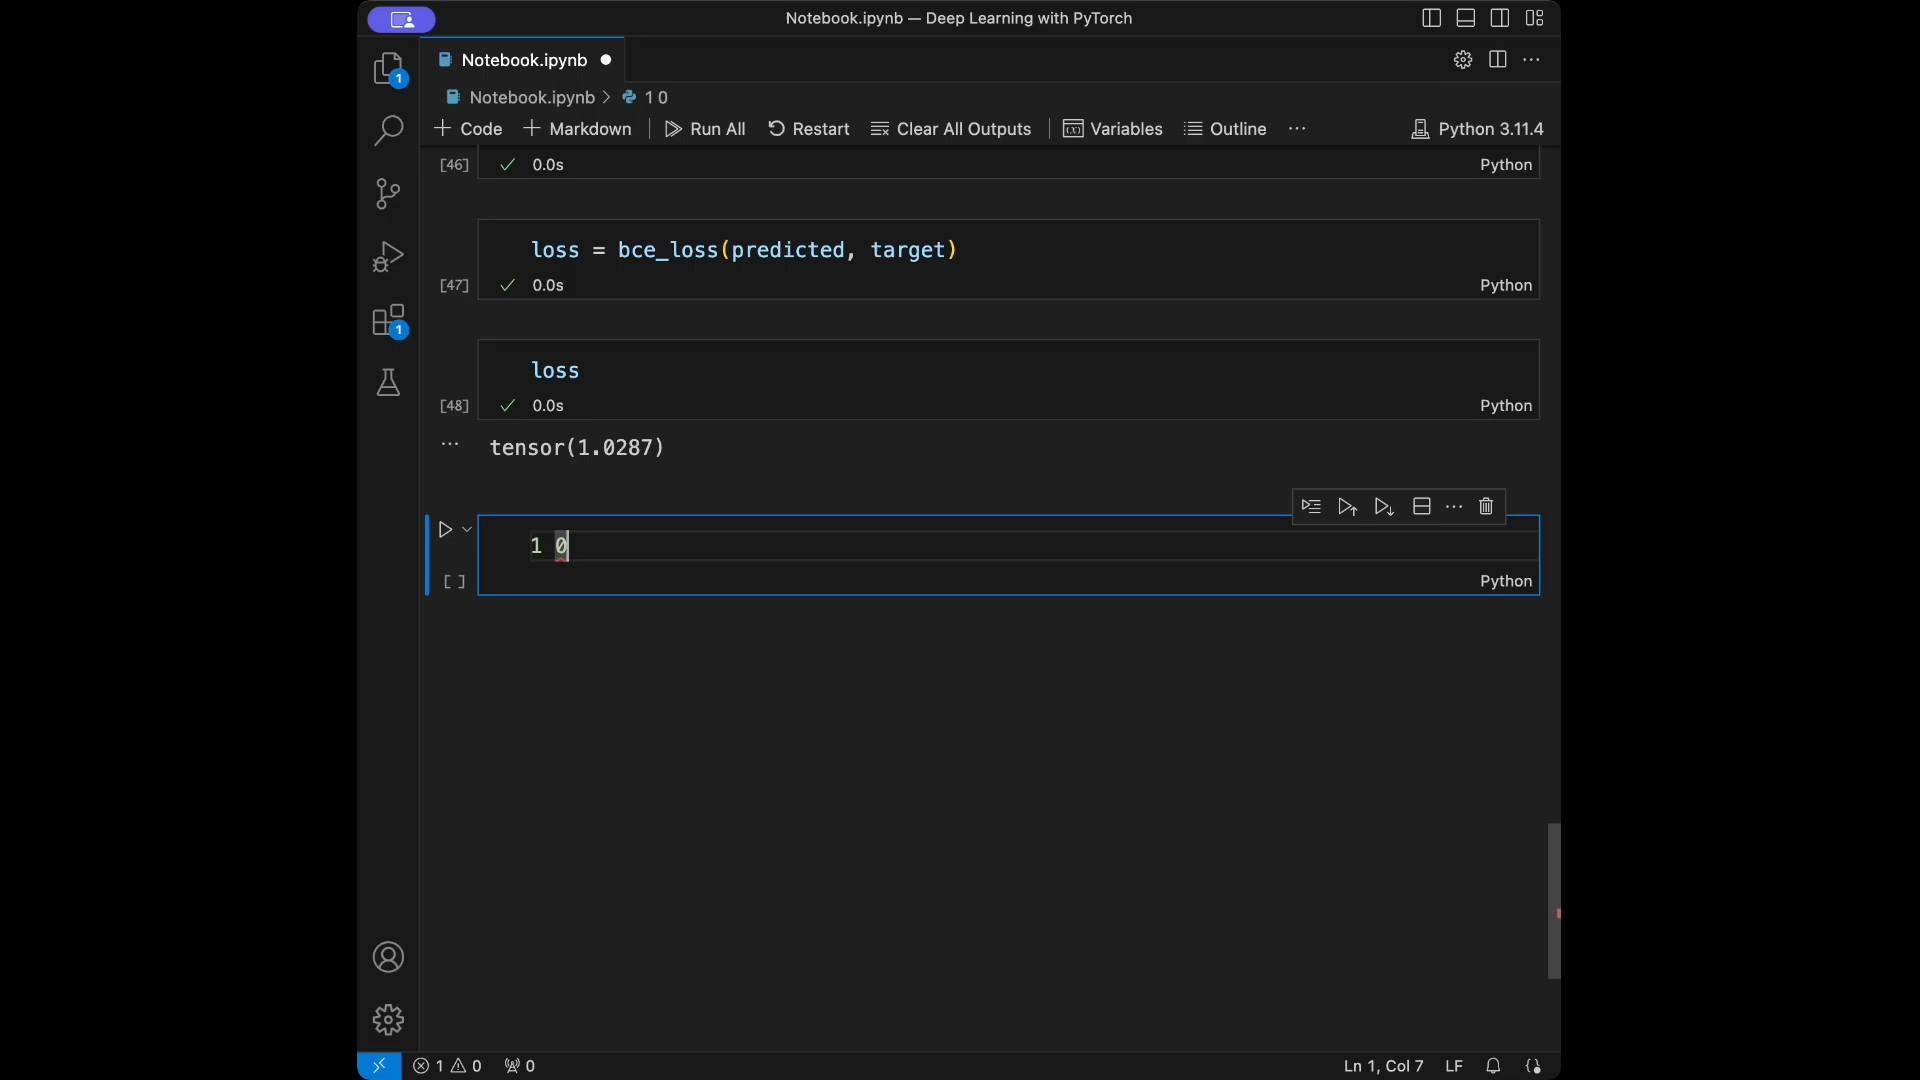 Notebook.ipynb — Deep Learning with PyTorch
Notebook.ipynb
Notebook.ipynb > 1 0
Code Markdown Run All Restart Clear All Outputs Variables Outline ... Python 3.11.4
[46] 0.0s Python
loss = bce_loss(predicted, target)
[47] 0.0s Python
loss
[48] 0.0s Python
... tensor(1.0287)
1 0
[ ] Python
1
1
1 0 0 Ln 1, Col 7 LF